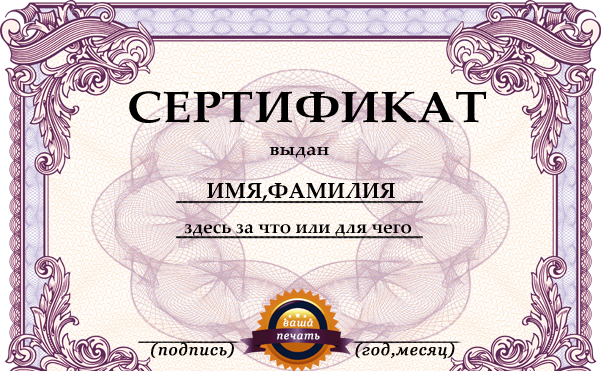 СЕРТИФИКАТ
выдан
ИМЯ,ФАМИЛИЯ
здесь за что или для чего
ваша
печать
(подпись) (год,месяц)